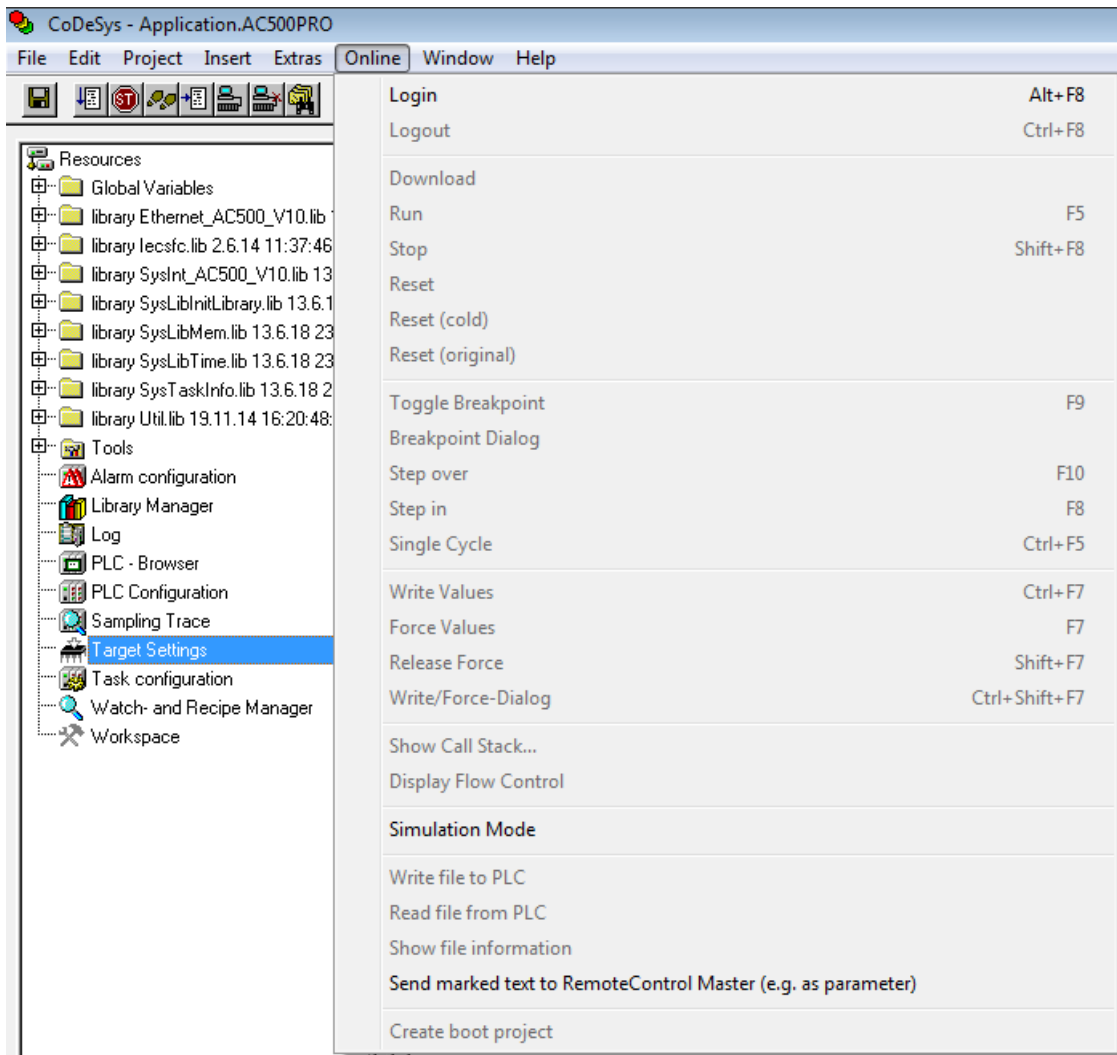 CoDeSys - Application.AC500PRO
File Edit Project Insert Extras Online Window Help
Resources
Global Variables
library Ethernet_AC500_V10.lib
library Iecsfc.lib 2.6.14 11:37:46
library SysInt_AC500_V10.lib 13
library SysLibInitLibrary.lib 13.6.1
library SysLibMem.lib 13.6.18 23
library SysLibTime.lib 13.6.18 23
library SysTaskInfo.lib 13.6.18 2
library Util.lib 19.11.14 16:20:48:
Tools
Alarm configuration
Library Manager
Log
PLC - Browser
PLC Configuration
Sampling Trace
Target Settings
Task configuration
Watch- and Recipe Manager
Workspace
Login Alt+F8
Logout Ctrl+F8
Download
Run F5
Stop Shift+F8
Reset
Reset (cold)
Reset (original)
Toggle Breakpoint F9
Breakpoint Dialog
Step over F10
Step in F8
Single Cycle Ctrl+F5
Write Values Ctrl+F7
Force Values F7
Release Force Shift+F7
Write/Force-Dialog Ctrl+Shift+F7
Show Call Stack...
Display Flow Control
Simulation Mode
Write file to PLC
Read file from PLC
Show file information
Send marked text to RemoteControl Master (e.g. as parameter)
Create boot project